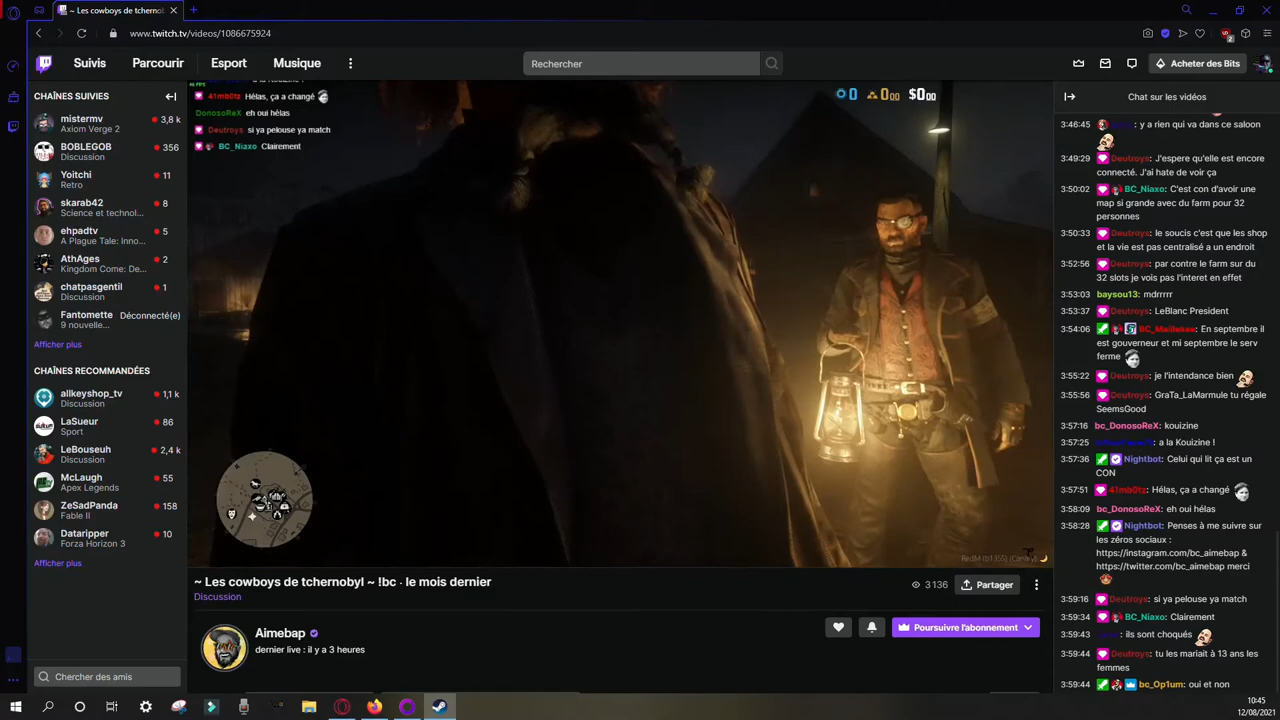 ~ Les cowboys de tchernobyl
www.twitch.tv/videos/1086675924
2
Suivis
Parcourir
Esport
Musique
Rechercher
Acheter des Bits
CHAÎNES SUIVIES
mistermv
3,8 k
Axiom Verge 2
BOBLEGOB
356
Discussion
Yoitchi
11
Retro
skarab42
8
Science et technol...
ehpadtv
5
A Plague Tale: Inno...
AthAges
2
Kingdom Come: De...
chatpasgentil
1
Discussion
Fantomette
Déconnecté(e)
9 nouvelle...
Afficher plus
CHAÎNES RECOMMANDÉES
allkeyshop_tv
1,1 k
Discussion
LaSueur
86
Sport
LeBouseuh
2,4 k
Discussion
McLaugh
55
Apex Legends
ZeSadPanda
158
Fable II
Dataripper
10
Forza Horizon 3
Afficher plus
Chercher des amis
41mb0tz Hélas, ça a changé
DonosoReX eh oui hélas
Deutroys si ya pelouse ya match
BC_Niaxo Clairement
0
000
$000
RedM (b1355) (Canary)
~ Les cowboys de tchernobyl ~ !bc · le mois dernier
Discussion
3 136
Partager
Aimebap
dernier live : il y a 3 heures
Poursuivre l'abonnement
Chat sur les vidéos
3:46:45
: y a rien qui va dans ce saloon
3:49:29 Deutroys: J'espere qu'elle est encore
connecté. J'ai hate de voir ça
3:50:02 BC_Niaxo: C'est con d'avoir une
map si grande avec du farm pour 32
personnes
3:50:33 Deutroys: le soucis c'est que les shop
et la vie est pas centralisé a un endroit
3:52:56 Deutroys: par contre le farm sur du
32 slots je vois pas l'interet en effet
3:53:03 baysou13: mdrrrrr
3:53:37 Deutroys: LeBlanc President
3:54:06 BC_Maiilekes: En septembre il
est gouverneur et mi septembre le serv
ferme
3:55:22 Deutroys: je l'intendance bien
3:55:56 Deutroys: GraTa_LaMarmule tu régale
SeemsGood
3:57:16 bc_DonosoReX: kouizine
3:57:25 : a la Kouizine !
3:57:36 Nightbot: Celui qui lit ça est un
CON
3:57:51 41mb0tz: Hélas, ça a changé
3:58:09 bc_DonosoReX: eh oui hélas
3:58:28 Nightbot: Penses à me suivre sur
les zéros sociaux :
https://instagram.com/bc_aimebap &
https://twitter.com/bc_aimebap merci
3:59:16 Deutroys: si ya pelouse ya match
3:59:34 BC_Niaxo: Clairement
3:59:43 : ils sont choqués
3:59:44 Deutroys: tu les mariait à 13 ans les
femmes
3:59:44 bc_Op1um: oui et non
10:45
12/08/2021